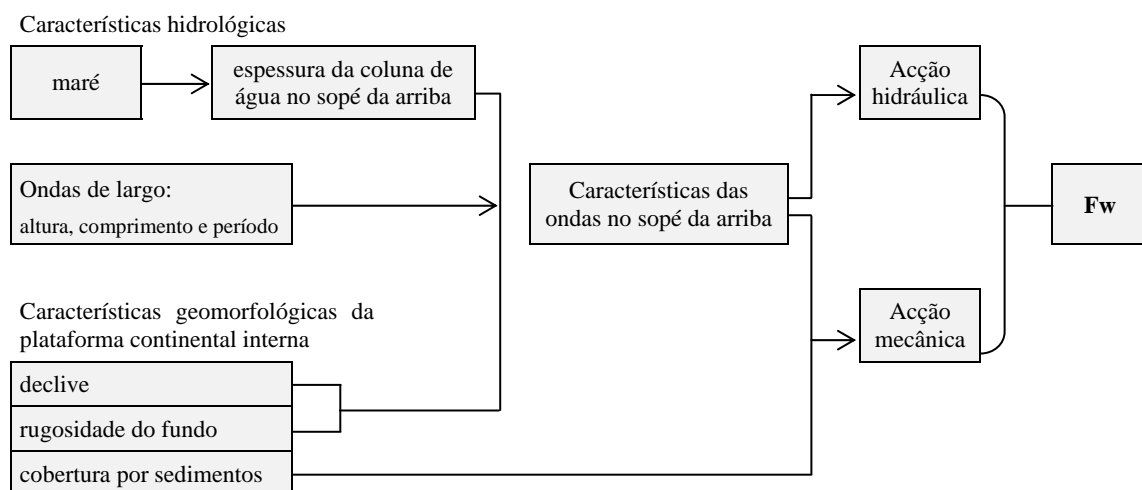 Características hidrológicas
maré
espessura da coluna de
água no sopé da arriba
Ondas de largo:
altura, comprimento e período
Características geomorfológicas da
plataforma continental interna
declive
rugosidade do fundo
cobertura por sedimentos
Características das
ondas no sopé da arriba
Acção
hidráulica
Acção
mecânica
Fw